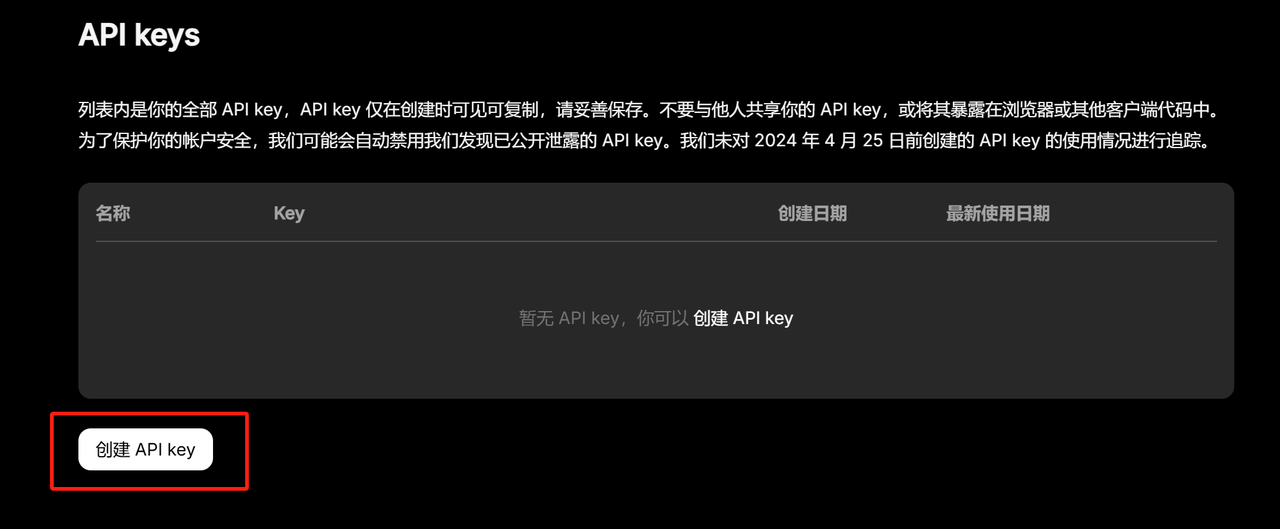 API keys
列表内是你的全部 API key，API key 仅在创建时可见可复制，请妥善保存。不要与他人共享你的 API key，或将其暴露在浏览器或其他客户端代码中。
为了保护你的帐户安全，我们可能会自动禁用我们发现已公开泄露的 API key。我们未对 2024 年 4 月 25 日前创建的 API key 的使用情况进行追踪。
名称 Key 创建日期 最新使用日期
暂无 API key，你可以 创建 API key
创建 API key